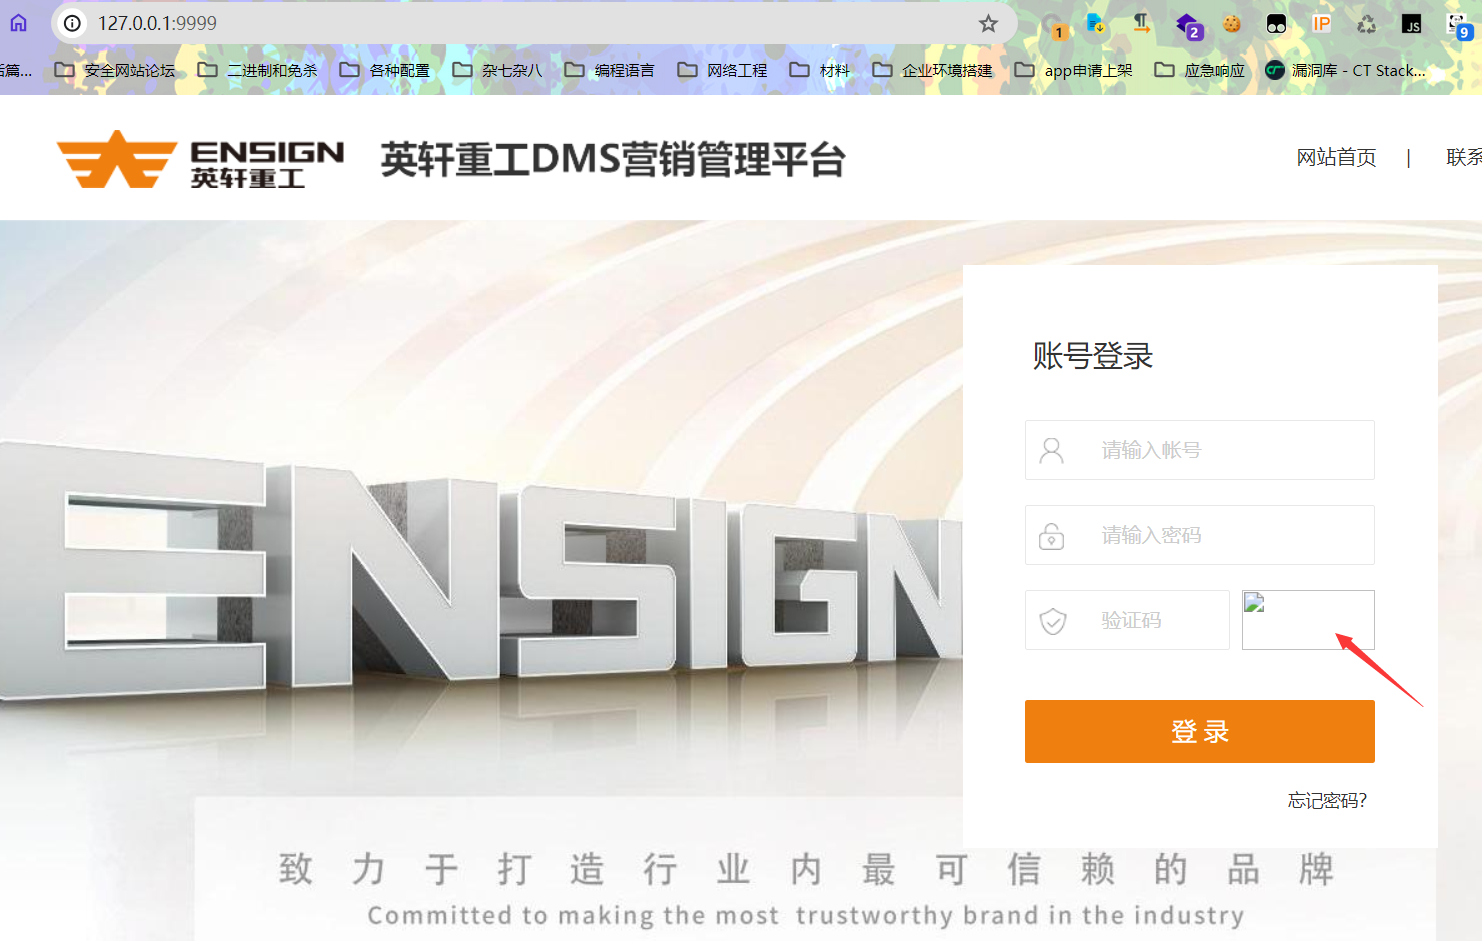 127.0.0.1:9999
1
2
IP
JS
9
篇...
安全网站论坛
二进制和免杀
各种配置
杂七杂八
编程语言
网络工程
材料
企业环境搭建
app申请上架
应急响应
漏洞库 - CT Stack...
ENSIGN
英轩重工
英轩重工DMS营销管理平台
网站首页
|
联系
ENSIGN
账号登录
请输入帐号
请输入密码
验证码
登 录
忘记密码?
致力于打造行业内最可信赖的品牌
Committed to making the most trustworthy brand in the industry